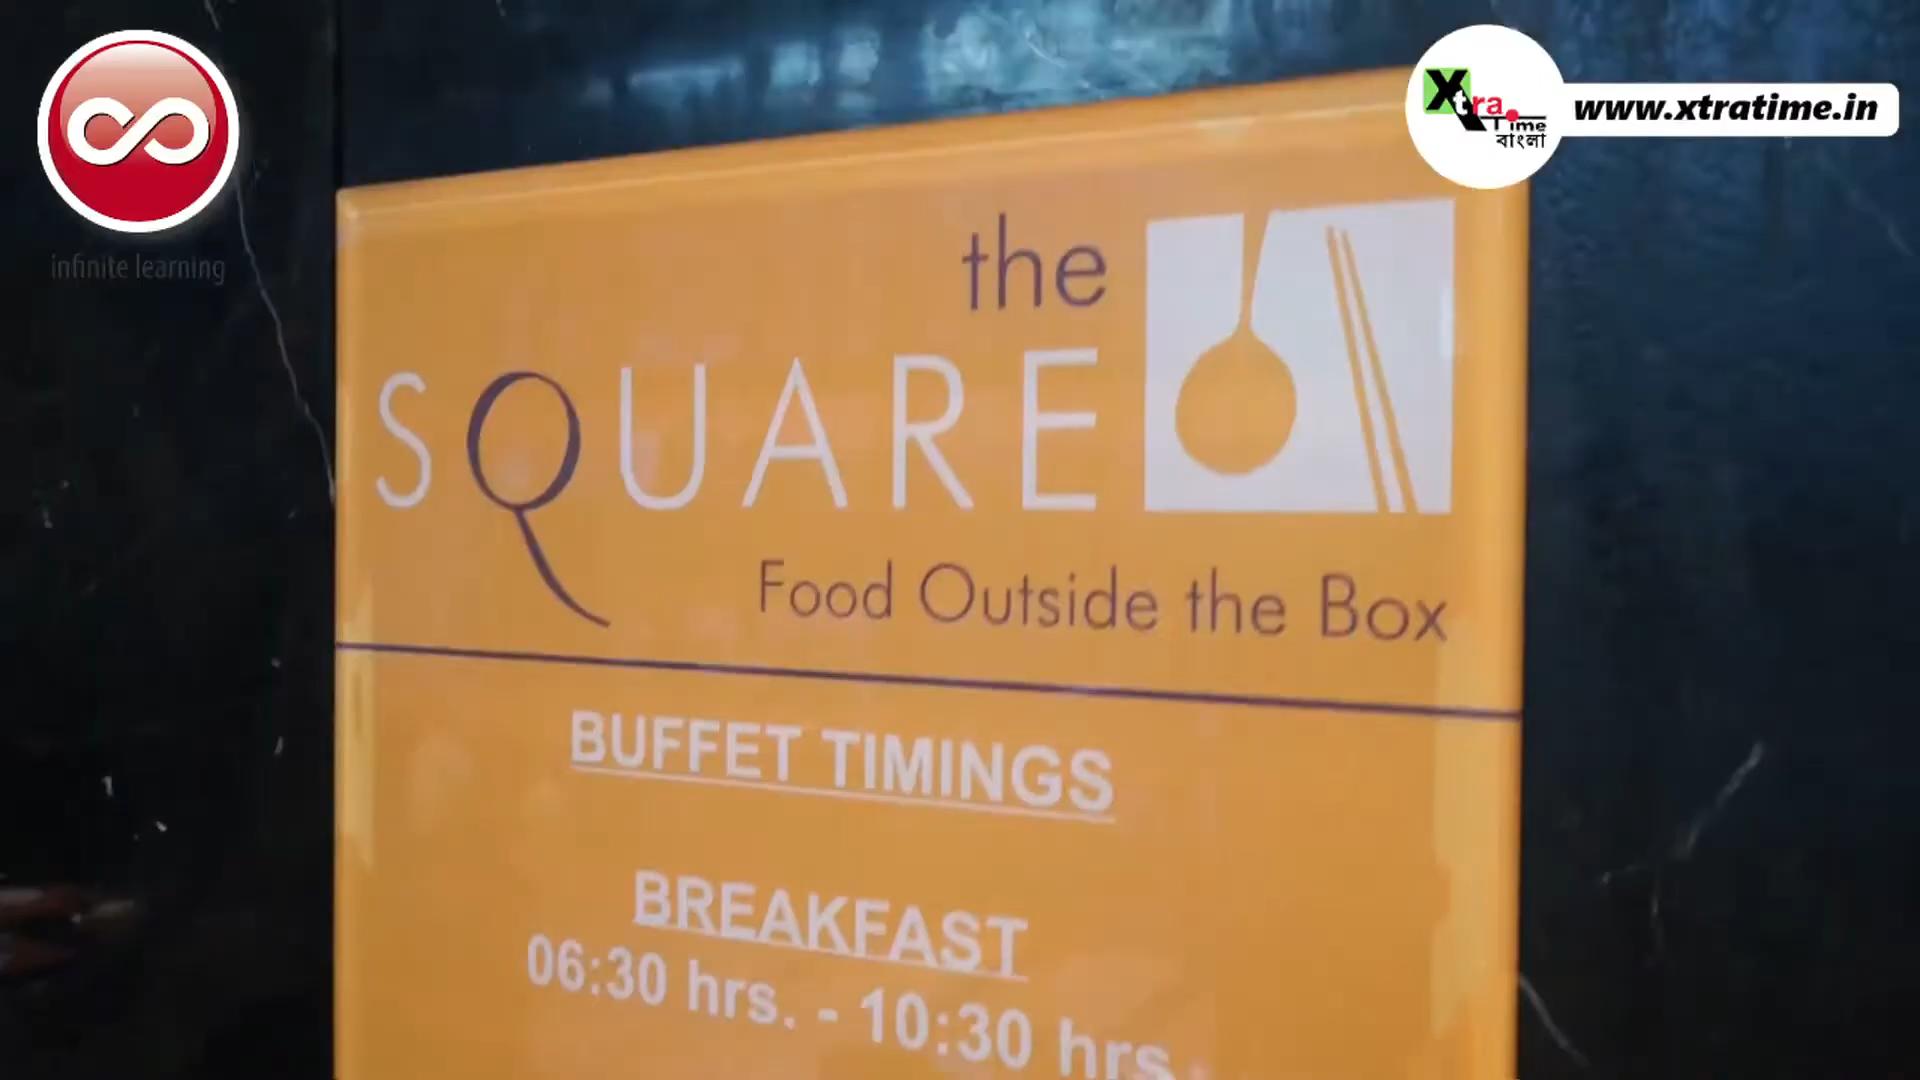 infinite learning
Xtra
Time
বাংলা
www.xtratime.in
the
SQUARE
Food Outside the Box
BUFFET TIMINGS
BREAKFAST
06:30 hrs. - 10:30 hrs.